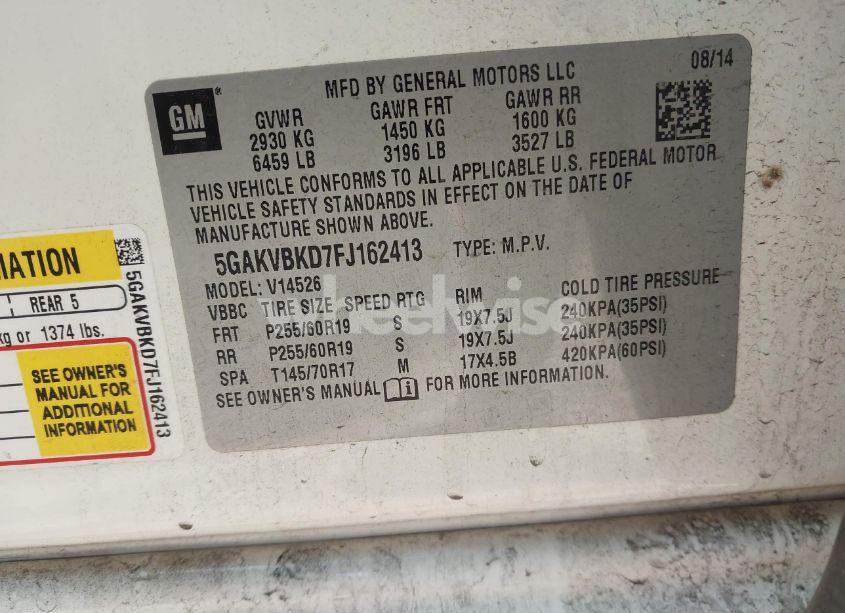 MFD BY GENERAL MOTORS LLC
08/14
GM
GVWR GAWR FRT GAWR RR
2930 KG 1450 KG 1600 KG
6459 LB 3196 LB 3527 LB
THIS VEHICLE CONFORMS TO ALL APPLICABLE U.S. FEDERAL MOTOR
VEHICLE SAFETY STANDARDS IN EFFECT ON THE DATE OF
MANUFACTURE SHOWN ABOVE.
5GAKVBKD7FJ162413 TYPE: M.P.V.
MODEL: V14526
VBBC TIRE SIZE SPEED RTG RIM COLD TIRE PRESSURE
FRT P255/60R19 S 19X7.5J 240KPA(35PSI)
RR P255/60R19 S 19X7.5J 240KPA(35PSI)
SPA T145/70R17 M 17X4.5B 420KPA(60PSI)
SEE OWNER'S MANUAL FOR MORE INFORMATION.
MATION
REAR 5
kg or 1374 lbs.
SEE OWNER'S
MANUAL FOR
ADDITIONAL
INFORMATION
5GAKVBKD7FJ162413
wheelwise